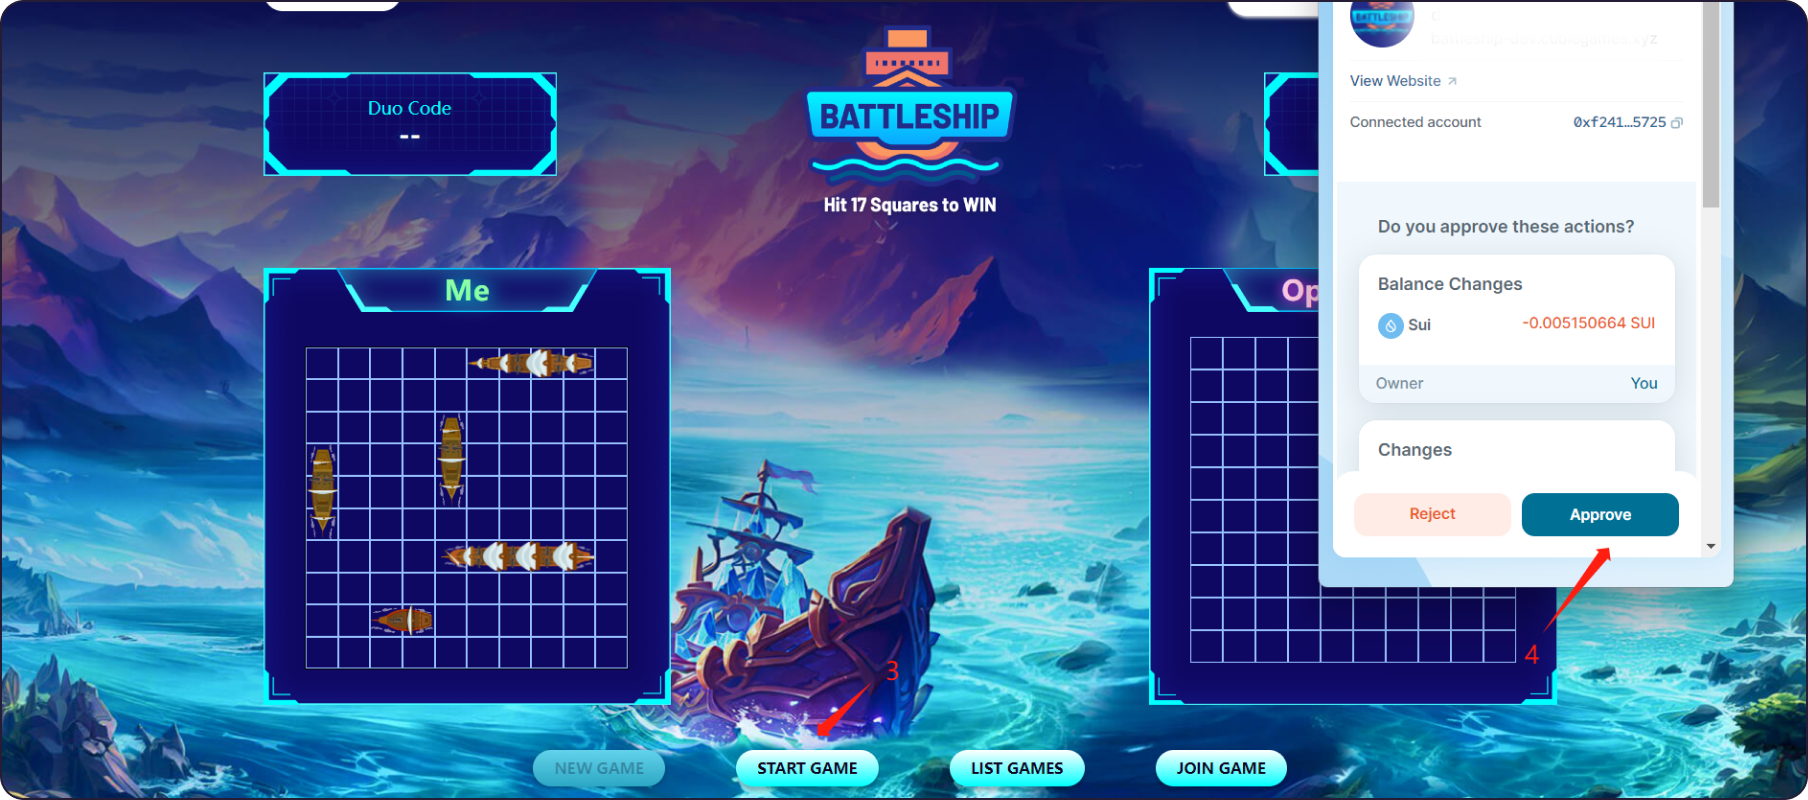 Duo Code
--
BATTLESHIP
Hit 17 Squares to WIN
Me
Op
BATTLESHIP
View Website
Connected account
0xf241...5725
Do you approve these actions?
Balance Changes
Sui
-0.005150664 SUI
Owner
You
Changes
Reject
Approve
3
4
NEW GAME
START GAME
LIST GAMES
JOIN GAME